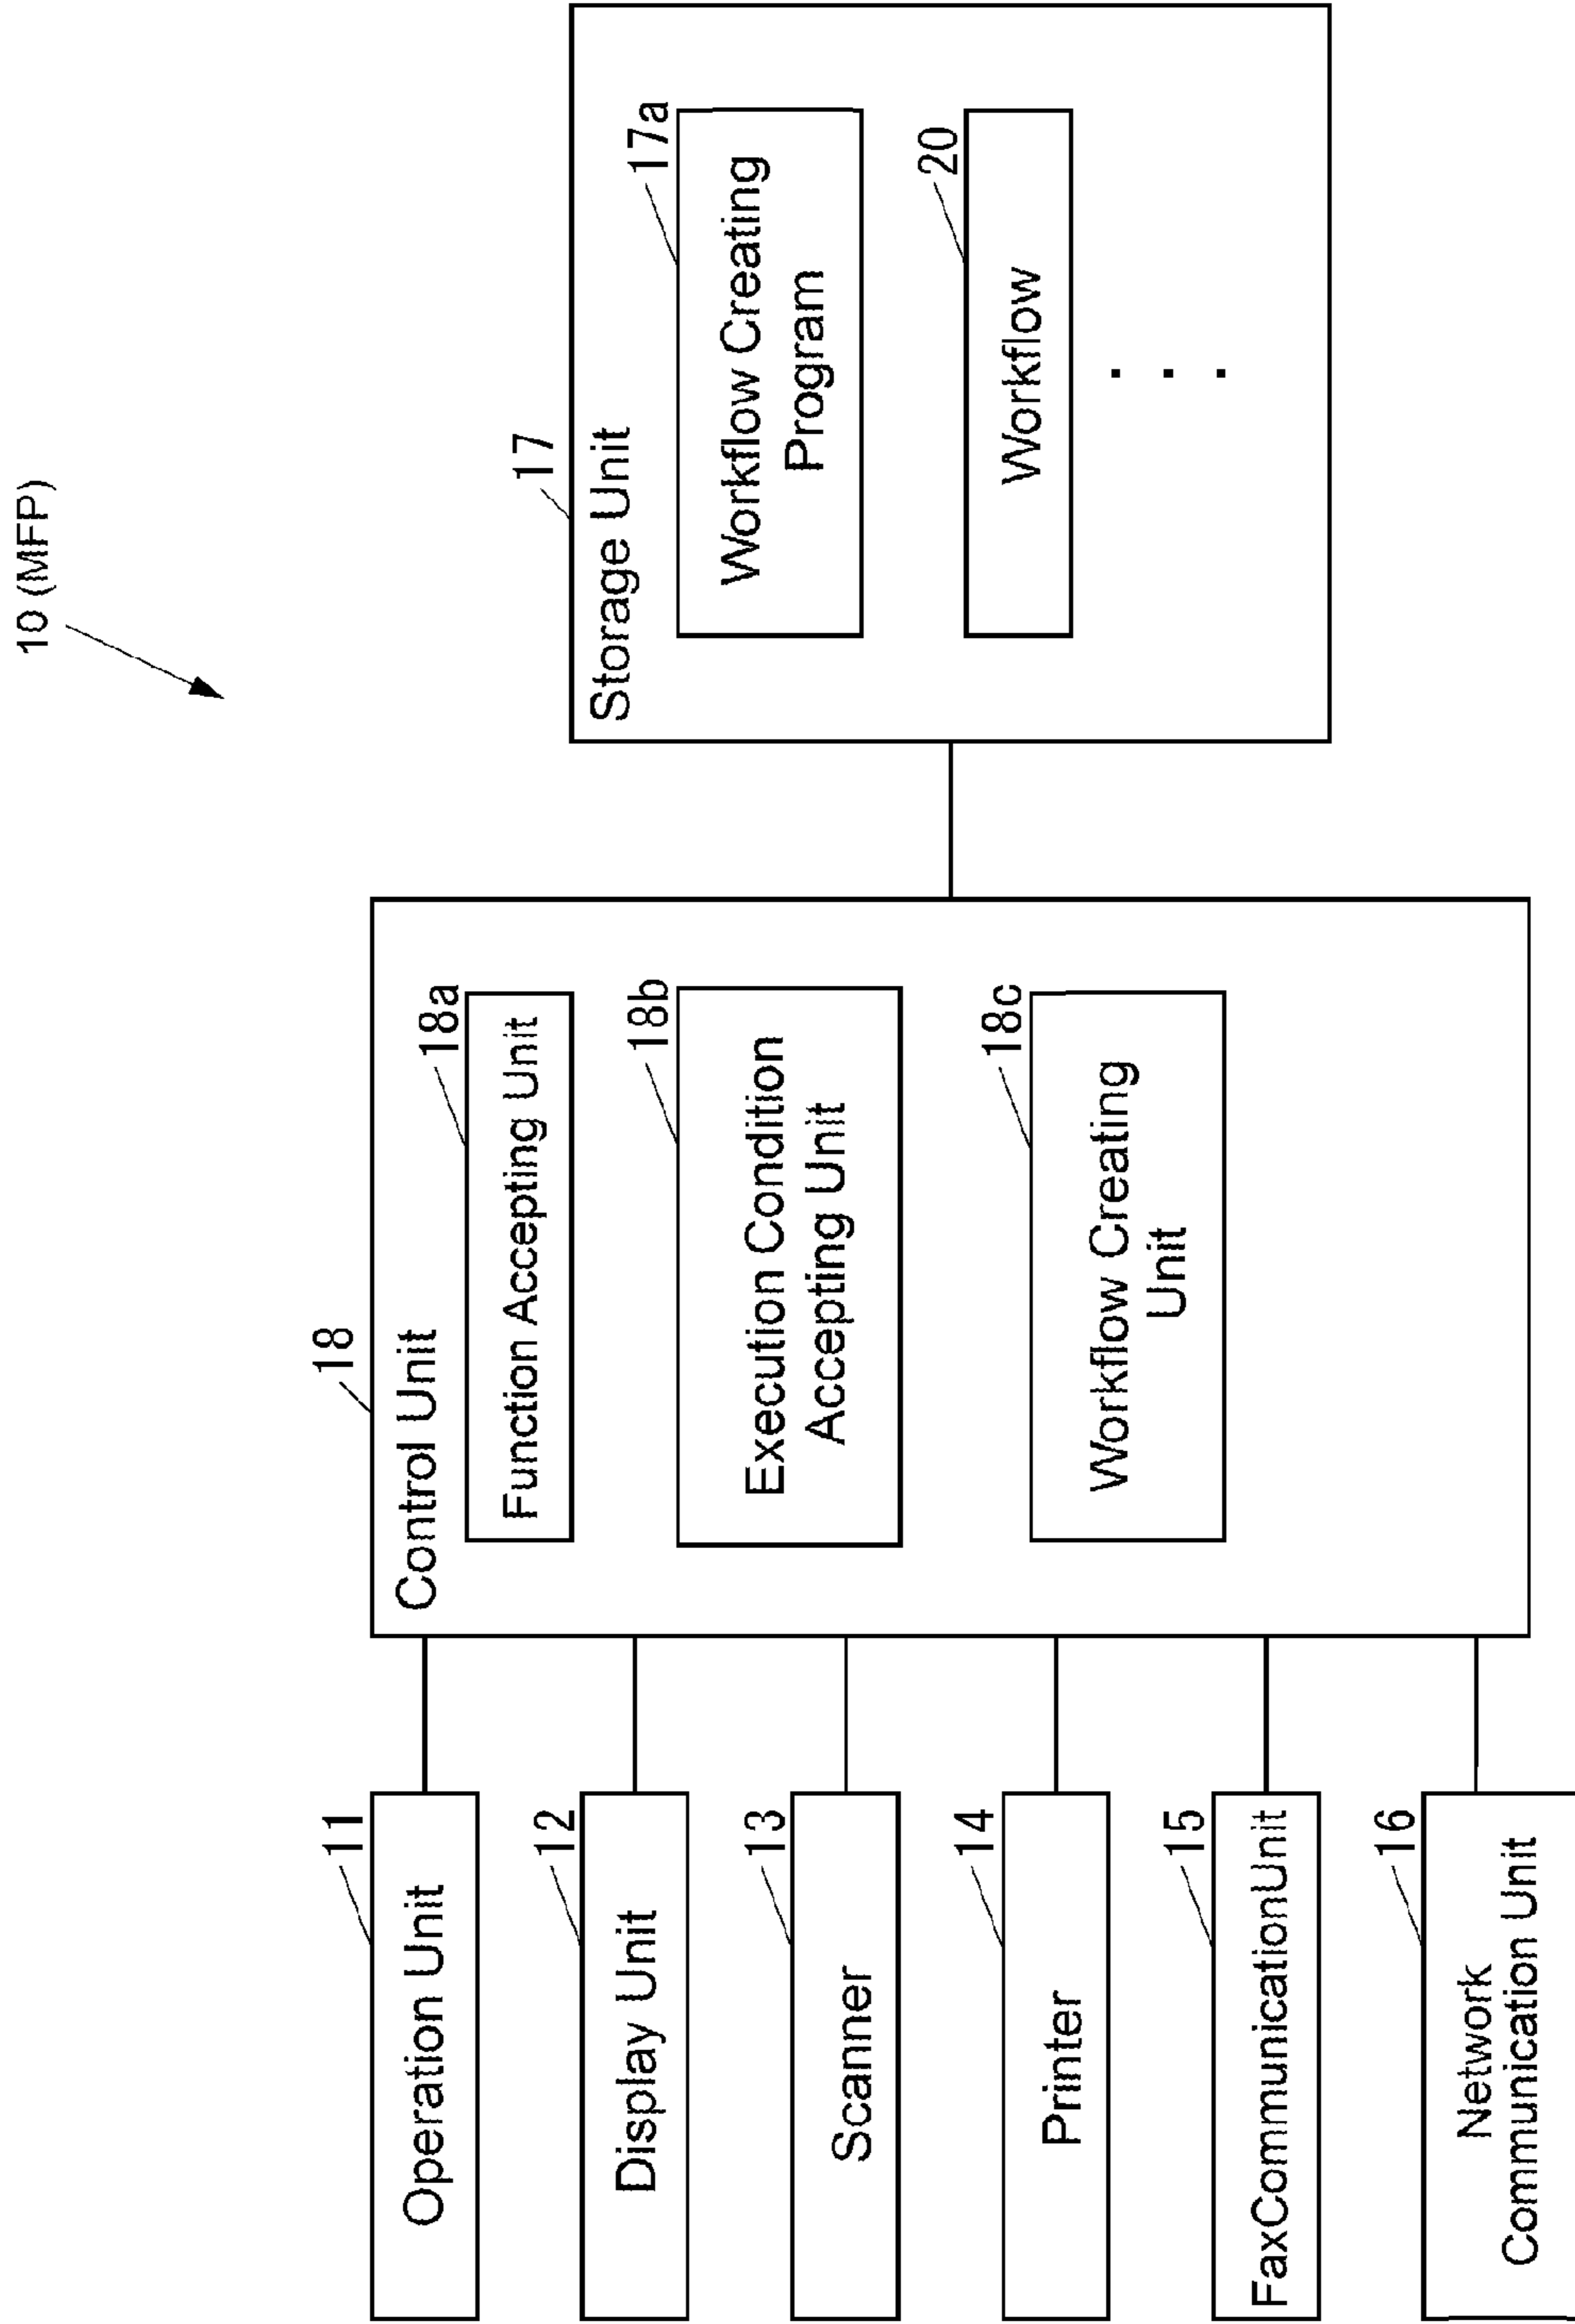 10 (MFP)
11
Operation Unit
12
Display Unit
13
Scanner
14
Printer
15
FaxCommunicationUnit
16
Network
Communication Unit
18
Control Unit
18a
Function Accepting Unit
18b
Execution Condition
Accepting Unit
18c
Workflow Creating
Unit
17
Storage Unit
17a
Workflow Creating
Program
20
Workflow
. . .